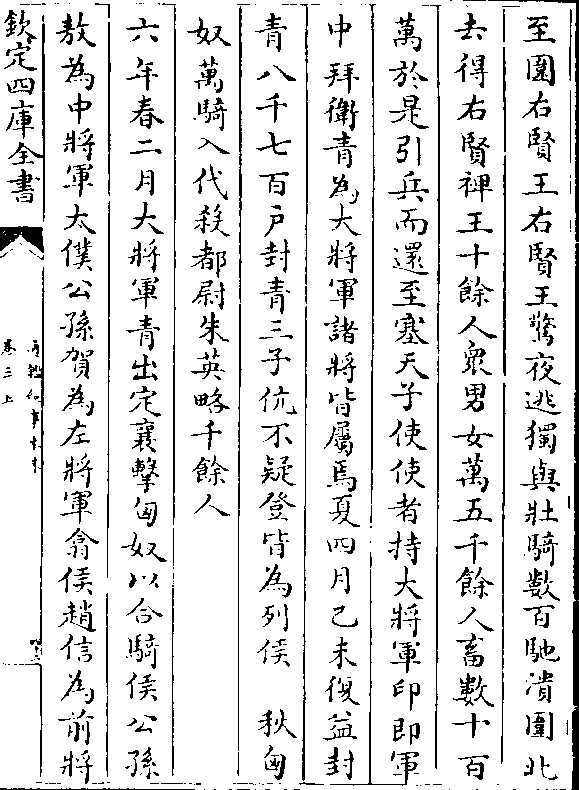 至圍右賢王右賢王驚夜逃獨與壯騎數百馳潰圍北
去得右賢裨王十餘人衆男女萬五千餘人畜數十百
萬於是引兵而還至塞天子使使者持大將軍印即軍
中拜衛青為大將軍諸將皆屬焉夏四月己未復益封
青八千七百戸封青三子伉不疑登皆為列侯　秋匈
奴萬騎入代殺都尉朱英略千餘人
六年春二月大將軍青出定襄擊匈奴以合騎侯公孫
敖為中將軍太僕公孫賀為左將軍翕侯趙信為前將
欽定四庫全書
通鑑紀事本末
卷三上